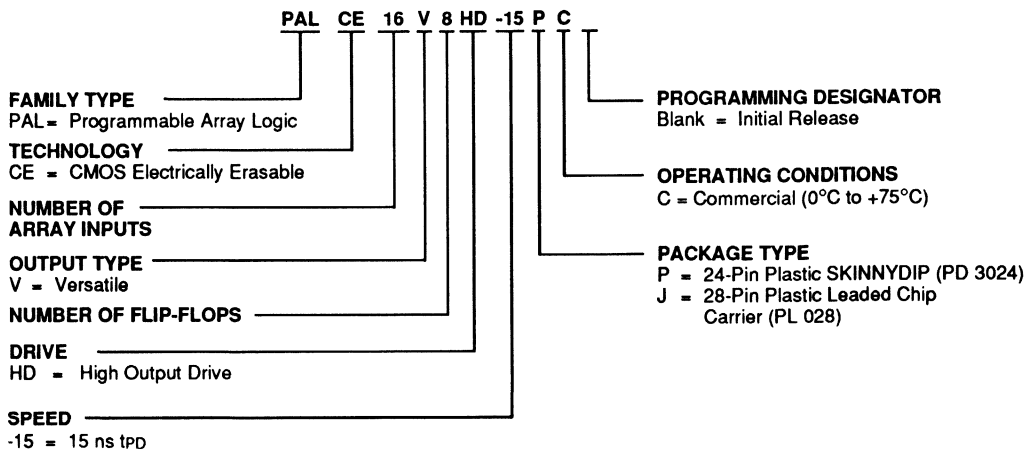 PAL CE 16 V 8 HD -15 P C
FAMILY TYPE
PAL= Programmable Array Logic
TECHNOLOGY
CE = CMOS Electrically Erasable
NUMBER OF
ARRAY INPUTS
OUTPUT TYPE
V = Versatile
NUMBER OF FLIP-FLOPS
DRIVE
HD = High Output Drive
SPEED
-15 = 15 ns tPD
PROGRAMMING DESIGNATOR
Blank = Initial Release
OPERATING CONDITIONS
C = Commercial (0°C to +75°C)
PACKAGE TYPE
P = 24-Pin Plastic SKINNYDIP (PD 3024)
J = 28-Pin Plastic Leaded Chip
Carrier (PL 028)